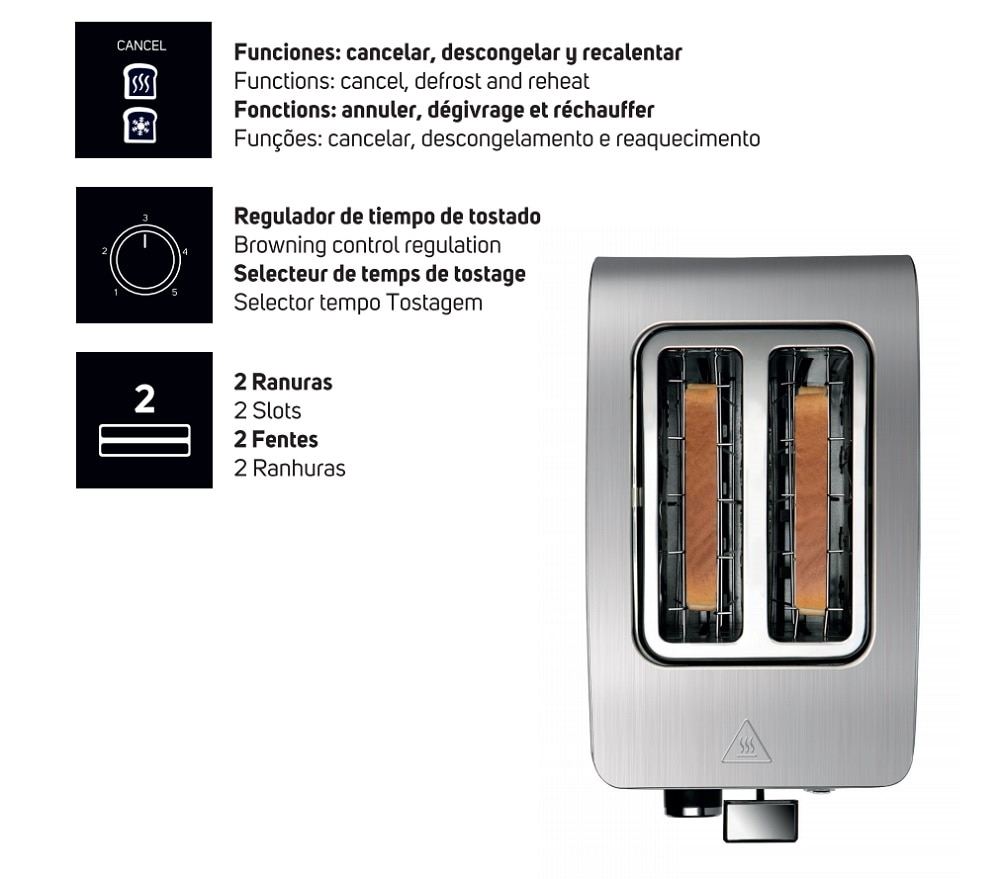 CANCEL
Funciones: cancelar, descongelar y recalentar
Functions: cancel, defrost and reheat
Fonctions: annuler, dégivrage et réchauffer
Funções: cancelar, descongelamento e reaquecimento
3
2 4
1 5
Regulador de tiempo de tostado
Browning control regulation
Selecteur de temps de tostage
Selector tempo Tostagem
2
2 Ranuras
2 Slots
2 Fentes
2 Ranhuras